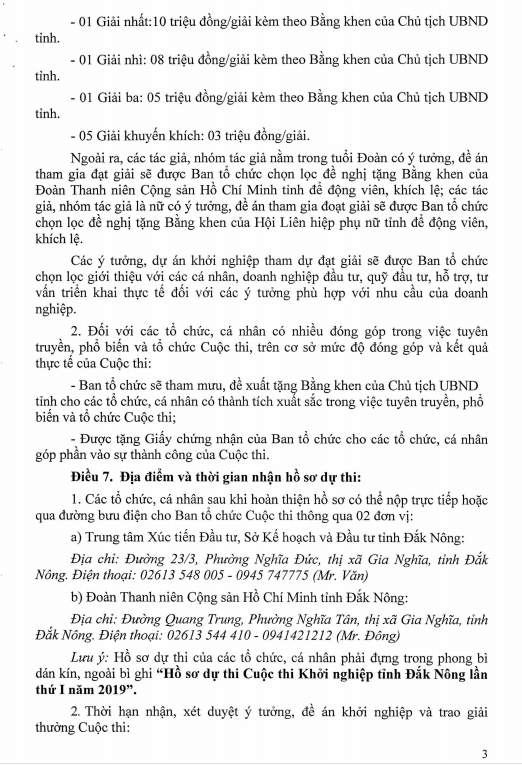 - 01 Giải nhất:10 triệu đồng/giải kèm theo Bằng khen của Chủ tịch UBND
tỉnh.
- 01 Giải nhì: 08 triệu đồng/giải kèm theo Bằng khen của Chủ tịch UBND
tỉnh.
- 01 Giải ba: 05 triệu đồng/giải kèm theo Bằng khen của Chủ tịch UBND
tỉnh.
- 05 Giải khuyến khích: 03 triệu đồng/giải.
Ngoài ra, các tác giả, nhóm tác giả nằm trong tuổi Đoàn có ý tưởng, đề án
tham gia đạt giải sẽ được Ban tổ chức chọn lọc đề nghị tặng Bằng khen của
Đoàn Thanh niên Cộng sản Hồ Chí Minh tỉnh để động viên, khích lệ; các tác
giả, nhóm tác giả là nữ có ý tưởng, đề án tham gia đoạt giải sẽ được Ban tổ chức
chọn lọc đề nghị tặng Bằng khen của Hội Liên hiệp phụ nữ tỉnh để động viên,
khích lệ.
Các ý tưởng, dự án khởi nghiệp tham dự đạt giải sẽ được Ban tổ chức
chọn lọc giới thiệu với các cá nhân, doanh nghiệp đầu tư, quỹ đầu tư, hỗ trợ, tư
vấn triển khai thực tế đối với các ý tưởng phù hợp với nhu cầu của doanh
nghiệp.
2. Đối với các tổ chức, cá nhân có nhiều đóng góp trong việc tuyên
truyền, phổ biến và tổ chức Cuộc thi, trên cơ sở mức độ đóng góp và kết quả
thực tế của Cuộc thi:
- Ban tổ chức sẽ tham mưu, đề xuất tặng Bằng khen của Chủ tịch UBND
tỉnh cho các tổ chức, cá nhân có thành tích xuất sắc trong việc tuyên truyền, phổ
biến và tổ chức Cuộc thi;
- Được tặng Giấy chứng nhận của Ban tổ chức cho các tổ chức, cá nhân
góp phần vào sự thành công của Cuộc thi.
Điều 7. Địa điểm và thời gian nhận hồ sơ dự thi:
1. Các tổ chức, cá nhân sau khi hoàn thiện hồ sơ có thể nộp trực tiếp hoặc
qua đường bưu điện cho Ban tổ chức Cuộc thi thông qua 02 đơn vị:
a) Trung tâm Xúc tiến Đầu tư, Sở Kế hoạch và Đầu tư tỉnh Đắk Nông:
Địa chỉ: Đường 23/3, Phường Nghĩa Đức, thị xã Gia Nghĩa, tỉnh Đắk
Nông. Điện thoại: 02613 548 005 - 0945 747775 (Mr. Văn)
b) Đoàn Thanh niên Cộng sản Hồ Chí Minh tỉnh Đắk Nông:
Địa chỉ: Đường Quang Trung, Phường Nghĩa Tân, thị xã Gia Nghĩa, tỉnh
Đắk Nông. Điện thoại: 02613 544 410 - 0941421212 (Mr. Đông)
Lưu ý: Hồ sơ dự thi của các tổ chức, cá nhân phải đựng trong phong bì
dán kín, ngoài bì ghi “Hồ sơ dự thi Cuộc thi Khởi nghiệp tỉnh Đắk Nông lần
thứ I năm 2019”.
2. Thời hạn nhận, xét duyệt ý tưởng, đề án khởi nghiệp và trao giải
thưởng Cuộc thi:
3